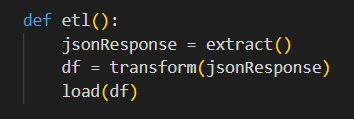 def etl():
    jsonResponse = extract()
    df = transform(jsonResponse)
    load(df)